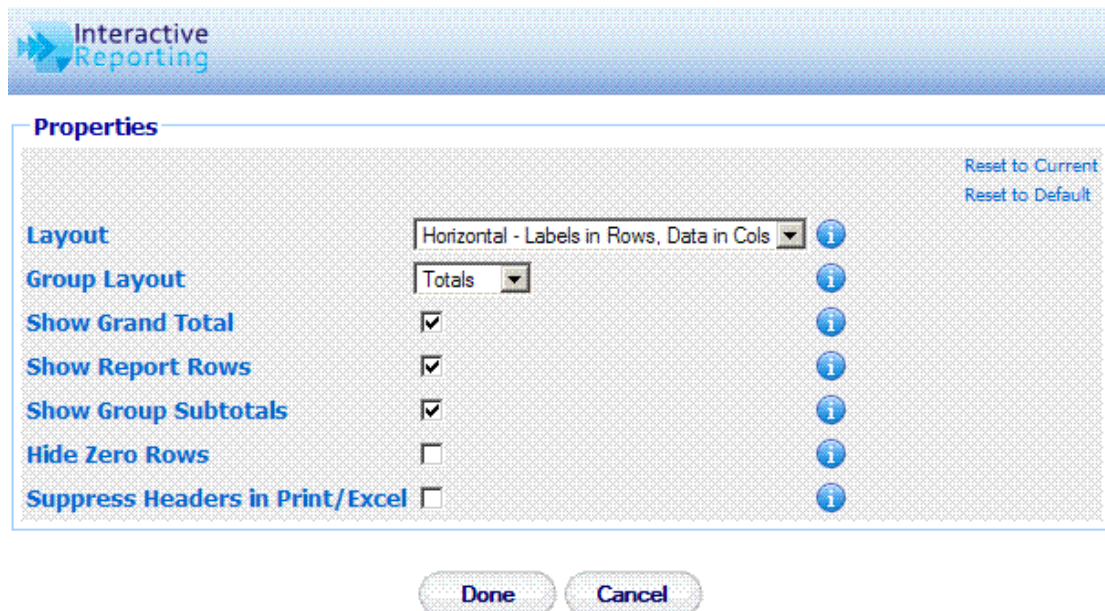 Interactive
Reporting
Properties
Reset to Current
Reset to Default
Layout Horizontal - Labels in Rows, Data in Cols
Group Layout Totals
Show Grand Total
Show Report Rows
Show Group Subtotals
Hide Zero Rows
Suppress Headers in Print/Excel
Done Cancel